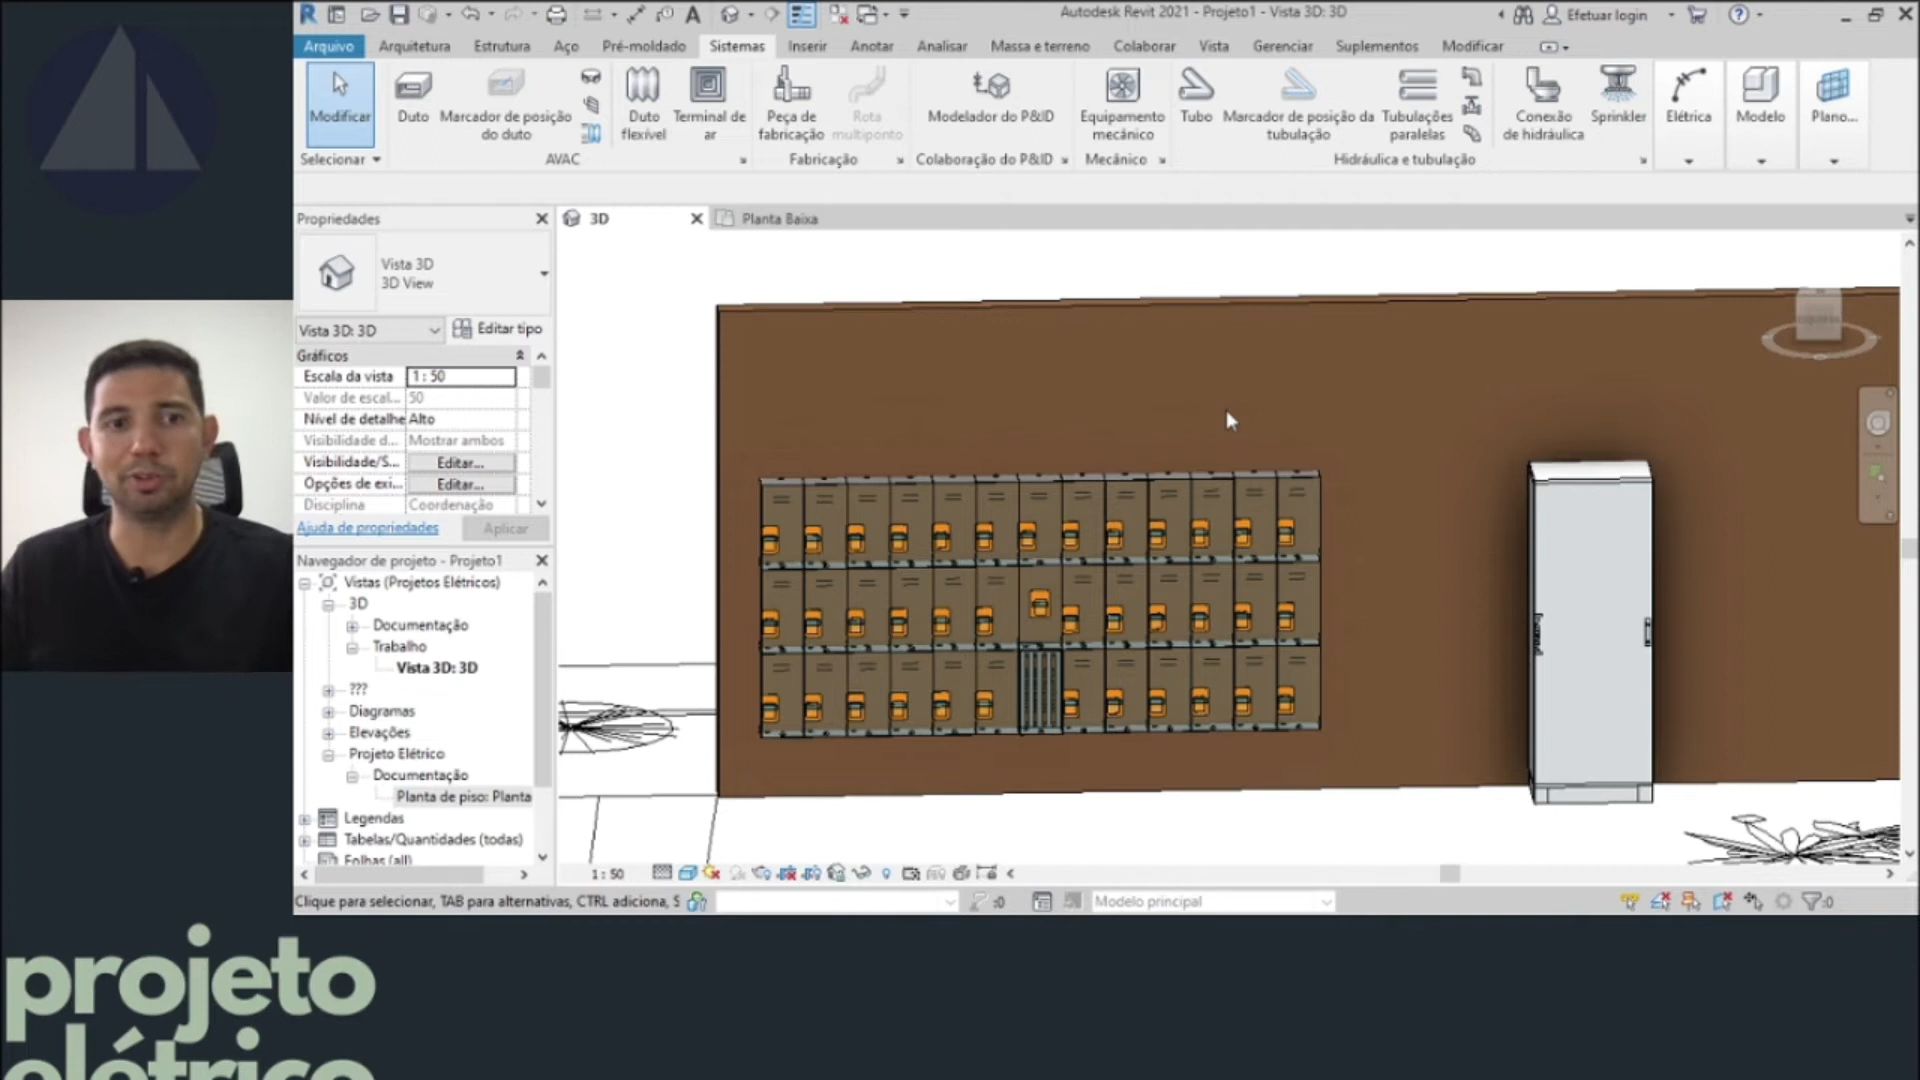 Autodesk Revit 2021 - Projeto1 - Vista 3D: 3D
Efetuar login
Arquivo Arquitetura Estrutura Aço Pré-moldado Sistemas Inserir Anotar Analisar Massa e terreno Colaborar Vista Gerenciar Suplementos Modificar
Modificar
Duto
Marcador de posição
do duto
Duto
flexível
Terminal de
ar
Peça de
fabricação
Rota
multiponto
Modelador do P&ID
Equipamento
mecânico
Tubo
Marcador de posição da
tubulação
Tubulações
paralelas
Conexão
de hidráulica
Sprinkler
Elétrica
Modelo
Plano...
Selecionar
AVAC
Fabricação
Colaboração do P&ID
Mecânico
Hidráulica e tubulação
Propriedades
3D
Planta Baixa
Vista 3D
3D View
Vista 3D: 3D
Editar tipo
Gráficos
Escala da vista 1 : 50
Valor de escal... 50
Nível de detalhe Alto
Visibilidade d... Mostrar ambos
Visibilidade/S... Editar...
Opções de exi... Editar...
Disciplina Coordenação
Ajuda de propriedades
Aplicar
Navegador de projeto - Projeto1
Vistas (Projetos Elétricos)
3D
Documentação
Trabalho
Vista 3D: 3D
???
Diagramas
Elevações
Projeto Elétrico
Documentação
Planta de piso: Planta
Legendas
Tabelas/Quantidades (todas)
Folhas (all)
1 : 50
Clique para selecionar, TAB para alternativas, CTRL adiciona, S
:0
Modelo principal
:0
projeto
elétrico